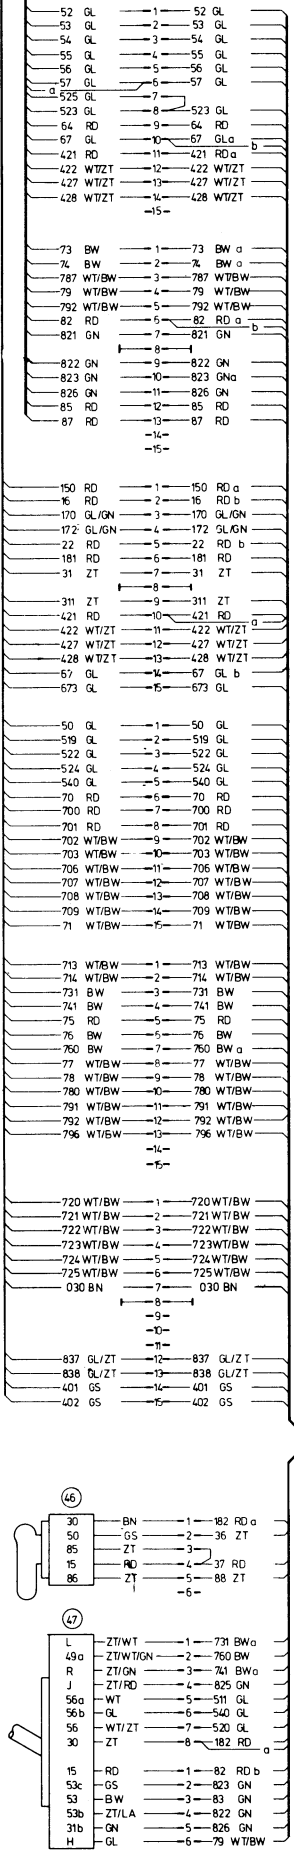 52 GL 1 52 GL
53 GL 2 53 GL
54 GL 3 54 GL
55 GL 4 55 GL
56 GL 5 56 GL
57 GL 6 57 GL
a
525 GL 7
523 GL 8 523 GL
64 RD 9 64 RD
67 GL 10 67 GLa
b
421 RD 11 421 RDa
422 WT/ZT 12 422 WT/ZT
427 WT/ZT 13 427 WT/ZT
428 WT/ZT 14 428 WT/ZT
15
73 BW 1 73 BW a
74 BW 2 74 BW a
787 WT/BW 3 787 WT/BW
79 WT/BW 4 79 WT/BW
792 WT/BW 5 792 WT/BW
82 RD 6 82 RD a
b
821 GN 7 821 GN
8
822 GN 9 822 GN
823 GN 10 823 GNa
826 GN 11 826 GN
85 RD 12 85 RD
87 RD 13 87 RD
14
15
150 RD 1 150 RD a
16 RD 2 16 RD b
170 GL/GN 3 170 GL/GN
172 GL/GN 4 172 GL/GN
22 RD 5 22 RD b
181 RD 6 181 RD
31 ZT 7 31 ZT
8
311 ZT 9 311 ZT
421 RD 10 421 RD
a
422 WT/ZT 11 422 WT/ZT
427 WT/ZT 12 427 WT/ZT
428 WT/ZT 13 428 WT/ZT
67 GL 14 67 GL b
673 GL 15 673 GL
50 GL 1 50 GL
519 GL 2 519 GL
522 GL 3 522 GL
524 GL 4 524 GL
540 GL 5 540 GL
70 RD 6 70 RD
700 RD 7 700 RD
701 RD 8 701 RD
702 WT/BW 9 702 WT/BW
703 WT/BW 10 703 WT/BW
706 WT/BW 11 706 WT/BW
707 WT/BW 12 707 WT/BW
708 WT/BW 13 708 WT/BW
709 WT/BW 14 709 WT/BW
71 WT/BW 15 71 WT/BW
713 WT/BW 1 713 WT/BW
714 WT/BW 2 714 WT/BW
731 BW 3 731 BW
741 BW 4 741 BW
75 RD 5 75 RD
76 BW 6 76 BW
760 BW 7 760 BW a
77 WT/BW 8 77 WT/BW
78 WT/BW 9 78 WT/BW
780 WT/BW 10 780 WT/BW
791 WT/BW 11 791 WT/BW
792 WT/BW 12 792 WT/BW
796 WT/BW 13 796 WT/BW
14
15
720 WT/BW 1 720 WT/BW
721 WT/BW 2 721 WT/BW
722 WT/BW 3 722 WT/BW
723 WT/BW 4 723 WT/BW
724 WT/BW 5 724 WT/BW
725 WT/BW 6 725 WT/BW
030 BN 7 030 BN
8
9
10
11
837 GL/ZT 12 837 GL/ZT
838 GL/ZT 13 838 GL/ZT
401 GS 14 401 GS
402 GS 15 402 GS
46
30 BN 1 182 RD a
50 GS 2 36 ZT
85 ZT 3
15 RD 4 37 RD
86 ZT 5 88 ZT
6
47
L ZT/WT 1 731 BWa
49a ZT/WT/GN 2 760 BW
R ZT/GN 3 741 BWa
J ZT/RD 4 825 GN
56a WT 5 511 GL
56b GL 6 540 GL
56 WT/ZT 7 520 GL
30 ZT 8 182 RD
a
15 RD 1 82 RD b
53c GS 2 823 GN
53 BW 3 83 GN
53b ZT/LA 4 822 GN
31b GN 5 826 GN
H GL 6 79 WT/BW